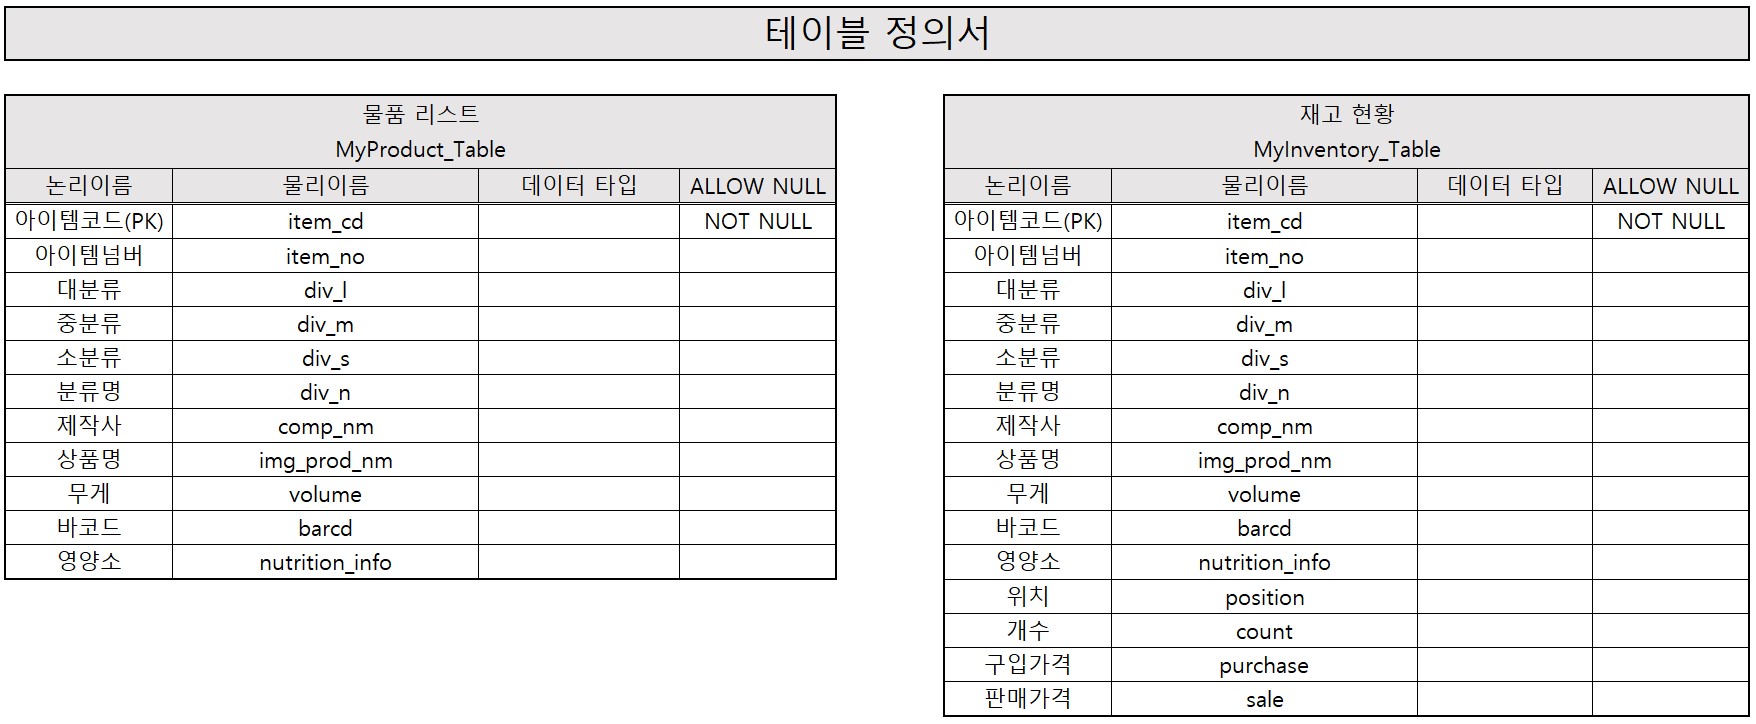 테이블 정의서
물품 리스트
MyProduct_Table
논리이름 물리이름 데이터 타입 ALLOW NULL
아이템코드(PK) item_cd NOT NULL
아이템넘버 item_no
대분류 div_l
중분류 div_m
소분류 div_s
분류명 div_n
제작사 comp_nm
상품명 img_prod_nm
무게 volume
바코드 barcd
영양소 nutrition_info
재고 현황
MyInventory_Table
논리이름 물리이름 데이터 타입 ALLOW NULL
아이템코드(PK) item_cd NOT NULL
아이템넘버 item_no
대분류 div_l
중분류 div_m
소분류 div_s
분류명 div_n
제작사 comp_nm
상품명 img_prod_nm
무게 volume
바코드 barcd
영양소 nutrition_info
위치 position
개수 count
구입가격 purchase
판매가격 sale